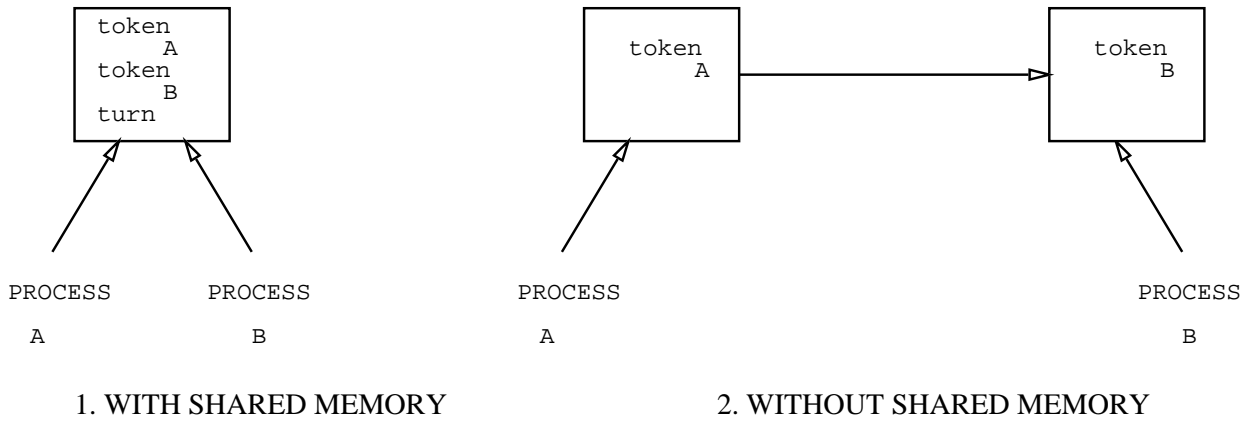 token
A
token
B
turn
token
A
token
B
PROCESS
A
PROCESS
B
PROCESS
A
PROCESS
B
1. WITH SHARED MEMORY
2. WITHOUT SHARED MEMORY